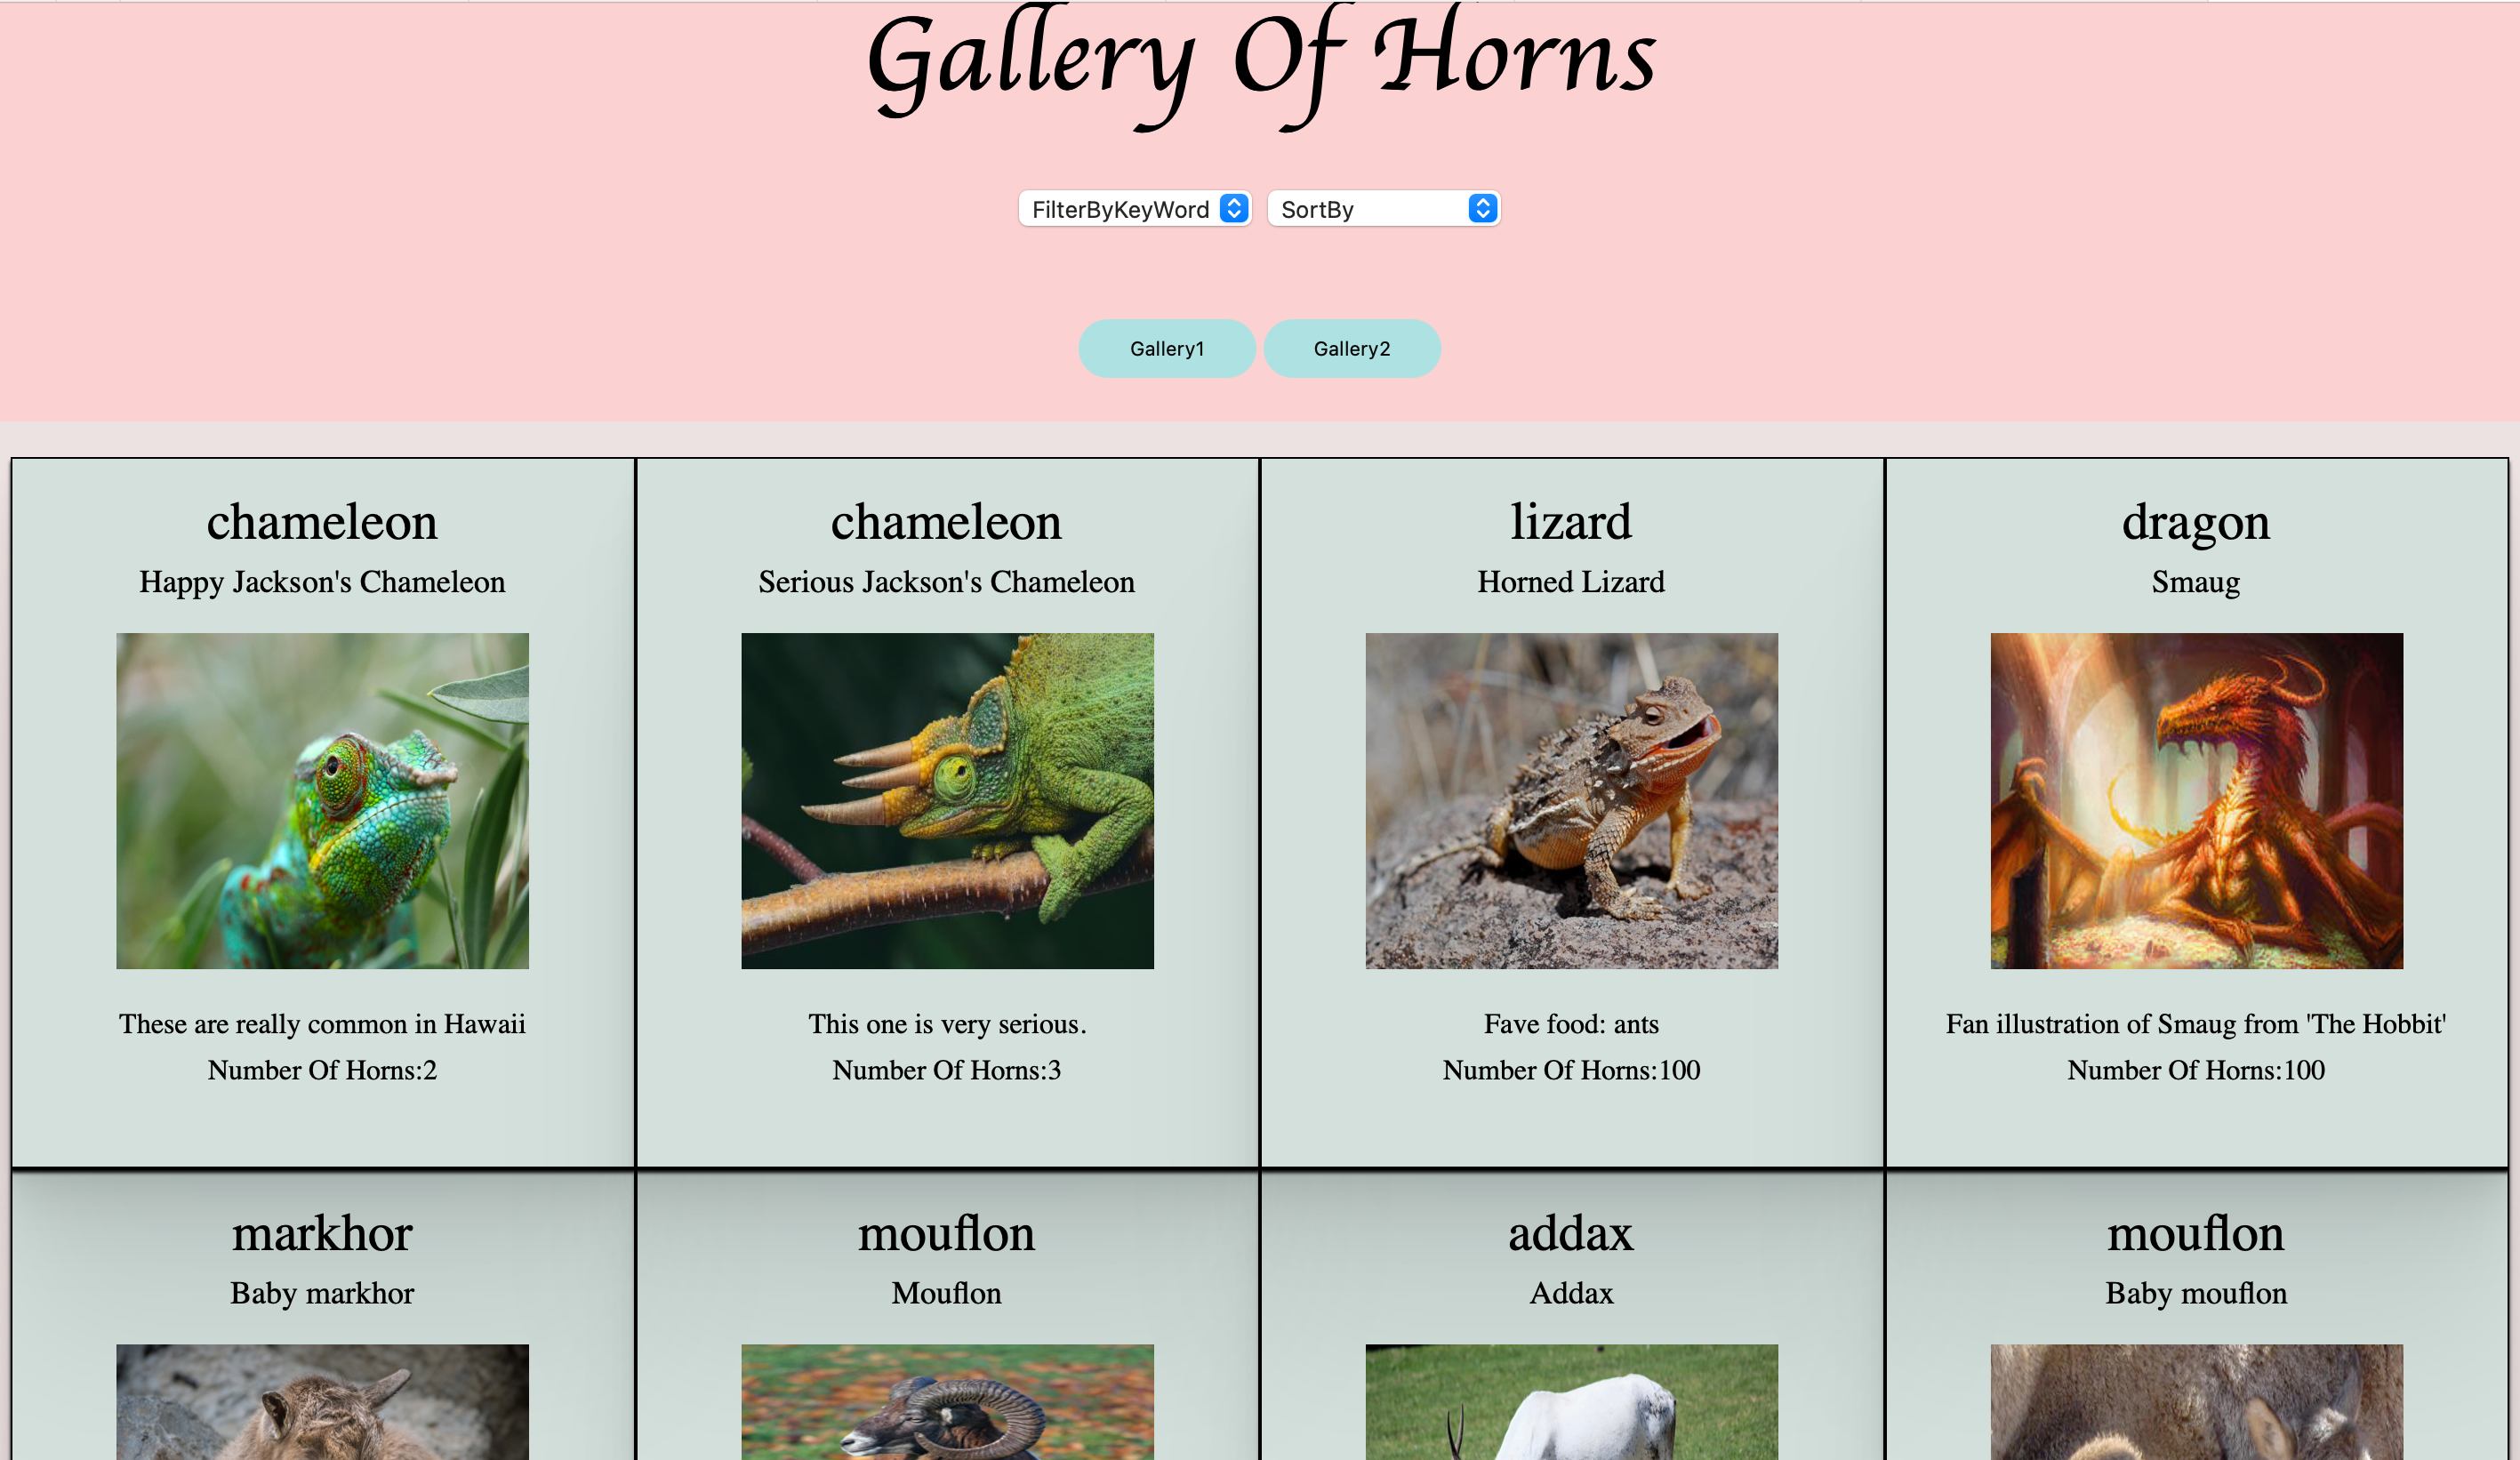 Gallery Of Horns
FilterByKeyWord SortBy
Gallery1 Gallery2
chameleon
Happy Jackson's Chameleon
These are really common in Hawaii
Number Of Horns:2
chameleon
Serious Jackson's Chameleon
This one is very serious.
Number Of Horns:3
lizard
Horned Lizard
Fave food: ants
Number Of Horns:100
dragon
Smaug
Fan illustration of Smaug from 'The Hobbit'
Number Of Horns:100
markhor
Baby markhor
mouflon
Mouflon
addax
Addax
mouflon
Baby mouflon